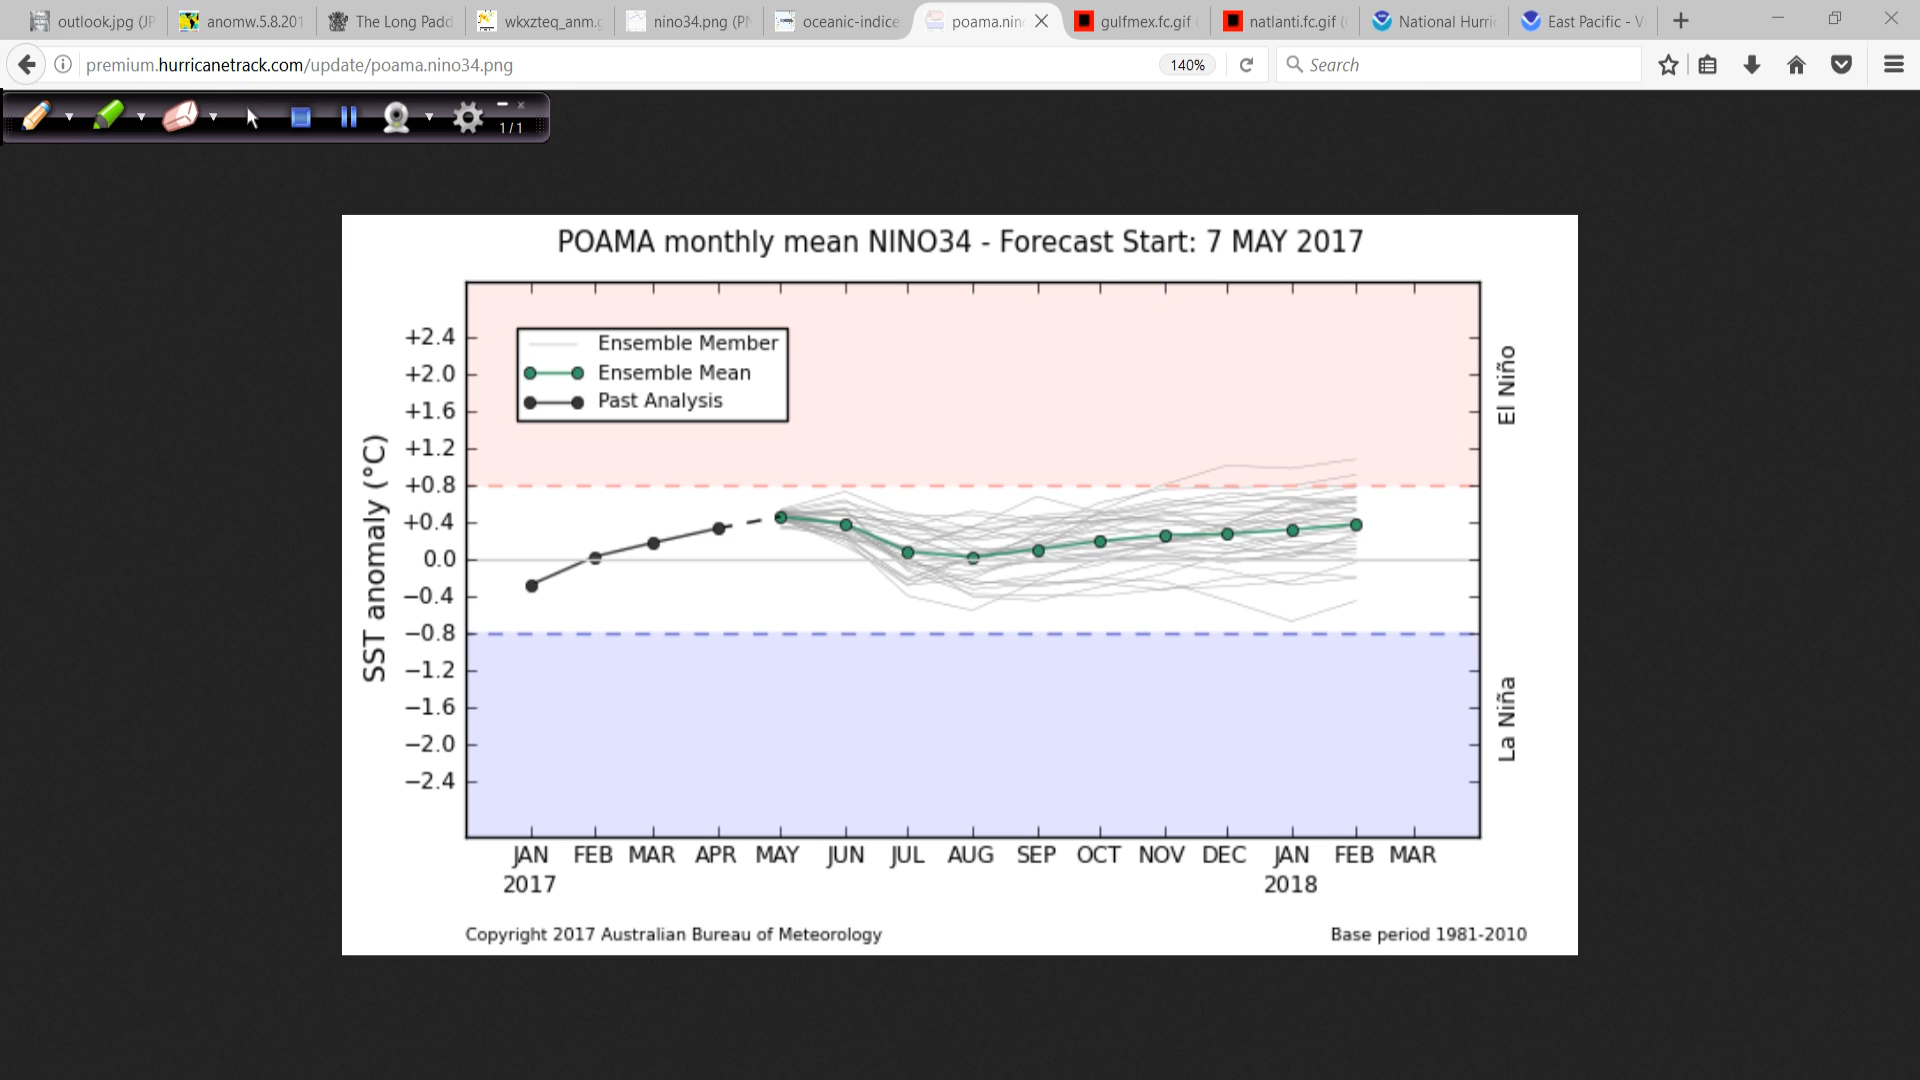 outlook.jpg (JP
anomw.5.8.201
The Long Padd
wkxzteq_anm.g
nino34.png (PN
oceanic-indice
poama.nin
gulfmex.fc.gif (
natlanti.fc.gif (
National Hurric
East Pacific - V
premium.hurricanetrack.com/update/poama.nino34.png
140%
Search
1/1
POAMA monthly mean NINO34 - Forecast Start: 7 MAY 2017
Ensemble Member
Ensemble Mean
Past Analysis
SST anomaly (°C)
+2.4
+2.0
+1.6
+1.2
+0.8
+0.4
0.0
−0.4
−0.8
−1.2
−1.6
−2.0
−2.4
El Niño
La Niña
JAN FEB MAR APR MAY JUN JUL AUG SEP OCT NOV DEC JAN FEB MAR
2017 2018
Copyright 2017 Australian Bureau of Meteorology Base period 1981-2010